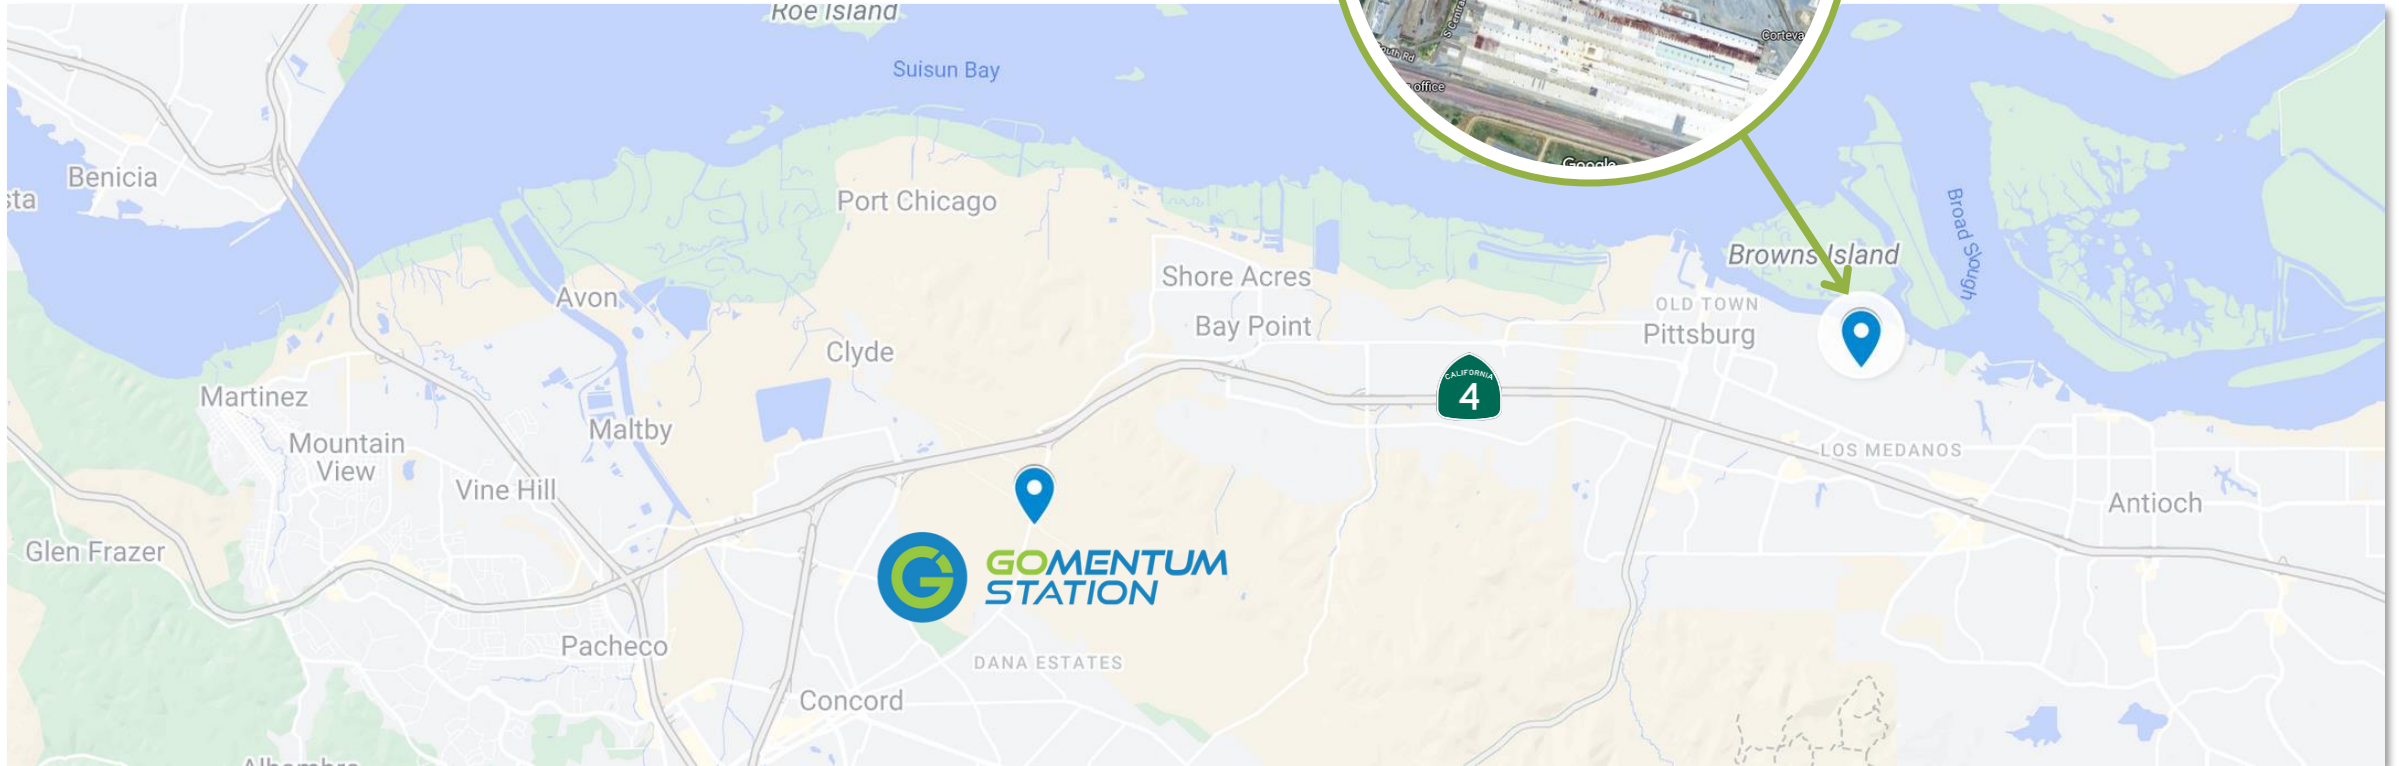 Roe Island
Suisun Bay
Corteva
office
Google
Benicia
Port Chicago
Broad Slough
Browns Island
Shore Acres
Avon
OLD TOWN
Bay Point
Pittsburg
Clyde
CALIFORNIA
4
Martinez
Maltby
Mountain
View
LOS MEDANOS
Vine Hill
Antioch
Glen Frazer
GOMENTUM
STATION
Pacheco
DANA ESTATES
Concord